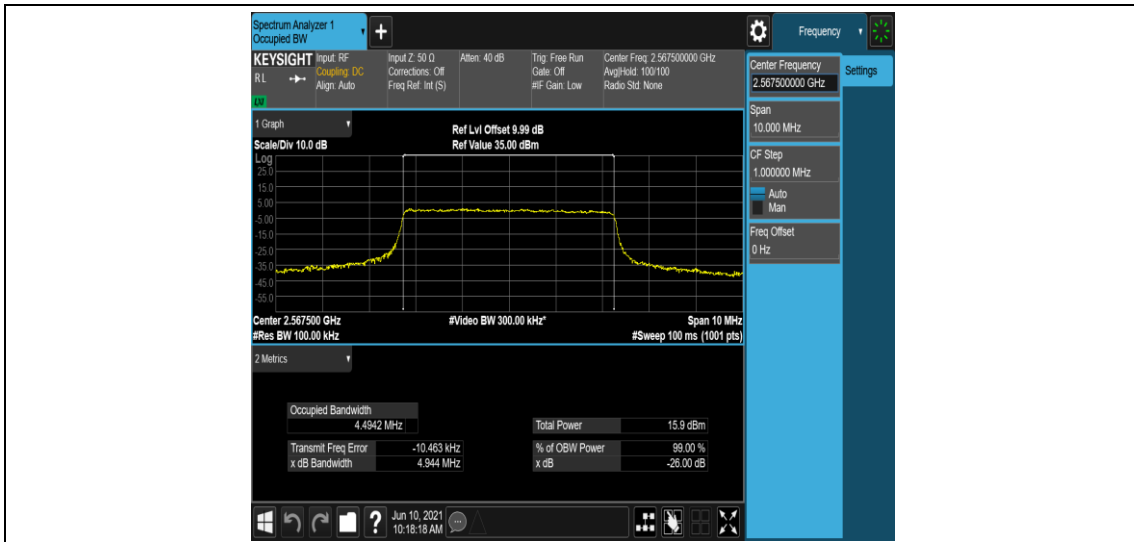 Spectrum Analyzer 1
Occupied BW
+
Frequency
KEYSIGHT
RL
LXI
Input: RF
Coupling: DC
Align: Auto
Input Z: 50 Ω
Corrections: Off
Freq Ref: Int (S)
Atten: 40 dB
Trig: Free Run
Gate: Off
#IF Gain: Low
Center Freq: 2.567500000 GHz
Avg|Hold: 100/100
Radio Std: None
Center Frequency
2.567500000 GHz
Settings
Span
10.000 MHz
CF Step
1.000000 MHz
Auto
Man
Freq Offset
0 Hz
1 Graph
Scale/Div 10.0 dB
Ref Lvl Offset 9.99 dB
Ref Value 35.00 dBm
Log
25.0
15.0
5.00
-5.00
-15.0
-25.0
-35.0
-45.0
-55.0
Center 2.567500 GHz
#Video BW 300.00 kHz*
Span 10 MHz
#Res BW 100.00 kHz
#Sweep 100 ms (1001 pts)
2 Metrics
Occupied Bandwidth
4.4942 MHz
Total Power 15.9 dBm
Transmit Freq Error -10.463 kHz
% of OBW Power 99.00 %
x dB Bandwidth 4.944 MHz
x dB -26.00 dB
?
Jun 10, 2021
10:18:18 AM